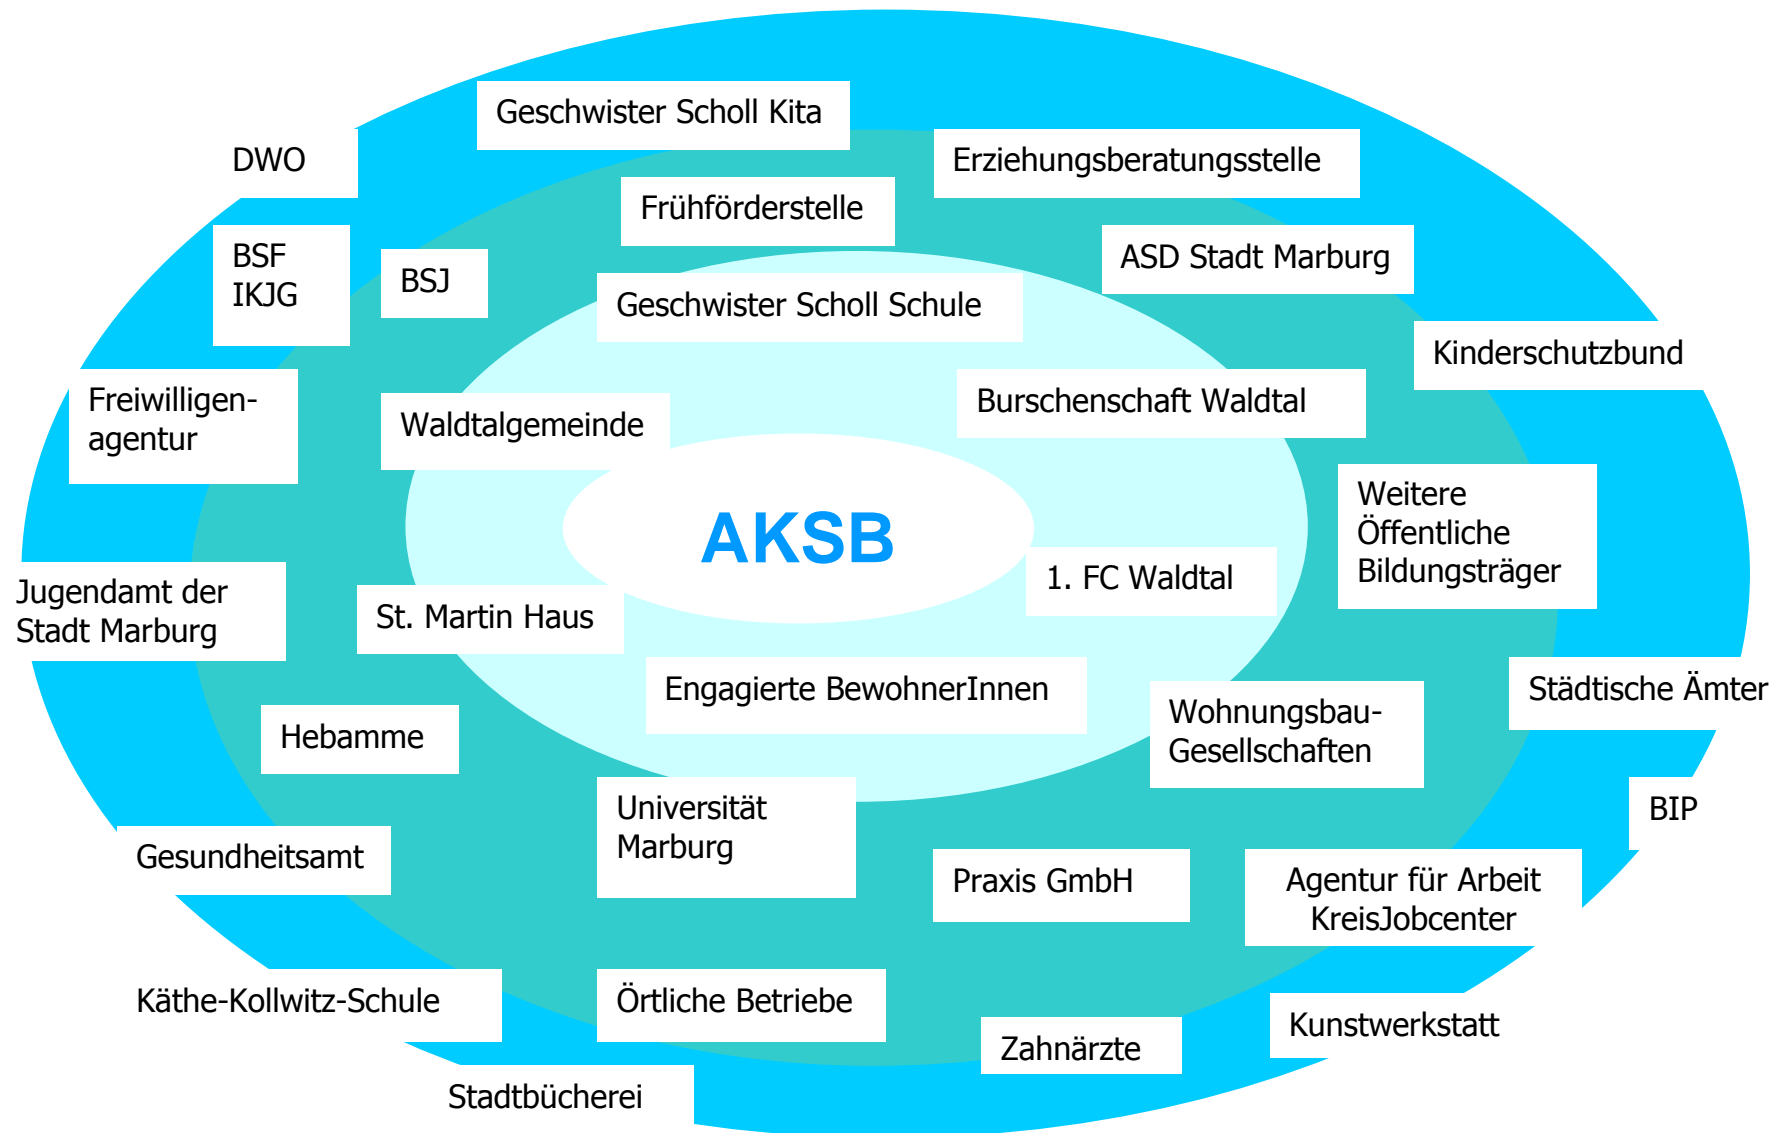 Geschwister Scholl Kita
DWO
Erziehungsberatungsstelle
Frühförderstelle
BSF
IKJG
BSJ
ASD Stadt Marburg
Geschwister Scholl Schule
Kinderschutzbund
Freiwilligen-
agentur
Waldtalgemeinde
Burschenschaft Waldtal
Weitere
Öffentliche
Bildungsträger
AKSB
1. FC Waldtal
Jugendamt der
Stadt Marburg
St. Martin Haus
Engagierte BewohnerInnen
Städtische Ämter
Wohnungsbau-
Gesellschaften
Hebamme
Universität
Marburg
BIP
Gesundheitsamt
Praxis GmbH
Agentur für Arbeit
KreisJobcenter
Käthe-Kollwitz-Schule
Örtliche Betriebe
Kunstwerkstatt
Zahnärzte
Stadtbücherei